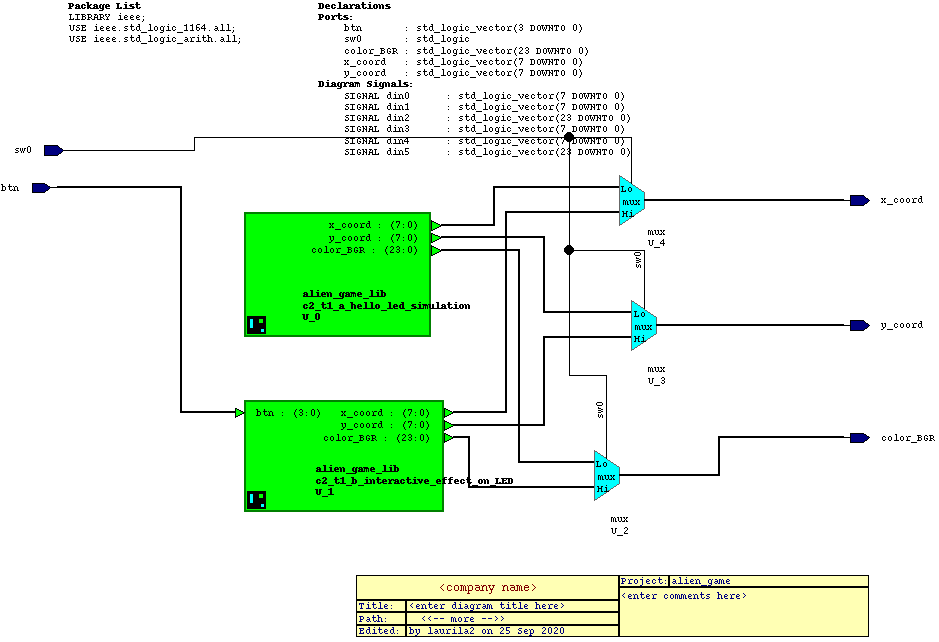 Package List
LIBRARY ieee;
USE ieee.std_logic_1164.all;
USE ieee.std_logic_arith.all;
Declarations
Ports:
btn : std_logic_vector(3 DOWNTO 0)
sw0 : std_logic
color_BGR : std_logic_vector(23 DOWNTO 0)
x_coord : std_logic_vector(7 DOWNTO 0)
y_coord : std_logic_vector(7 DOWNTO 0)
Diagram Signals:
SIGNAL din0 : std_logic_vector(7 DOWNTO 0)
SIGNAL din1 : std_logic_vector(7 DOWNTO 0)
SIGNAL din2 : std_logic_vector(23 DOWNTO 0)
SIGNAL din3 : std_logic_vector(7 DOWNTO 0)
SIGNAL din4 : std_logic_vector(7 DOWNTO 0)
SIGNAL din5 : std_logic_vector(23 DOWNTO 0)
sw0
btn
x_coord : (7:0)
y_coord : (7:0)
color_BGR : (23:0)
alien_game_lib
c2_t1_a_hello_led_simulation
U_0
Lo
mux
Hi
mux
U_4
x_coord
sw0
Lo
mux
Hi
mux
U_3
y_coord
btn : (3:0) x_coord : (7:0)
y_coord : (7:0)
color_BGR : (23:0)
alien_game_lib
c2_t1_b_interactive_effect_on_LED
U_1
sw0
Lo
mux
Hi
mux
U_2
color_BGR
<company name>
Title: <enter diagram title here>
Path: <<-- more -->>
Edited: by laurila2 on 25 Sep 2020
Project: alien_game
<enter comments here>